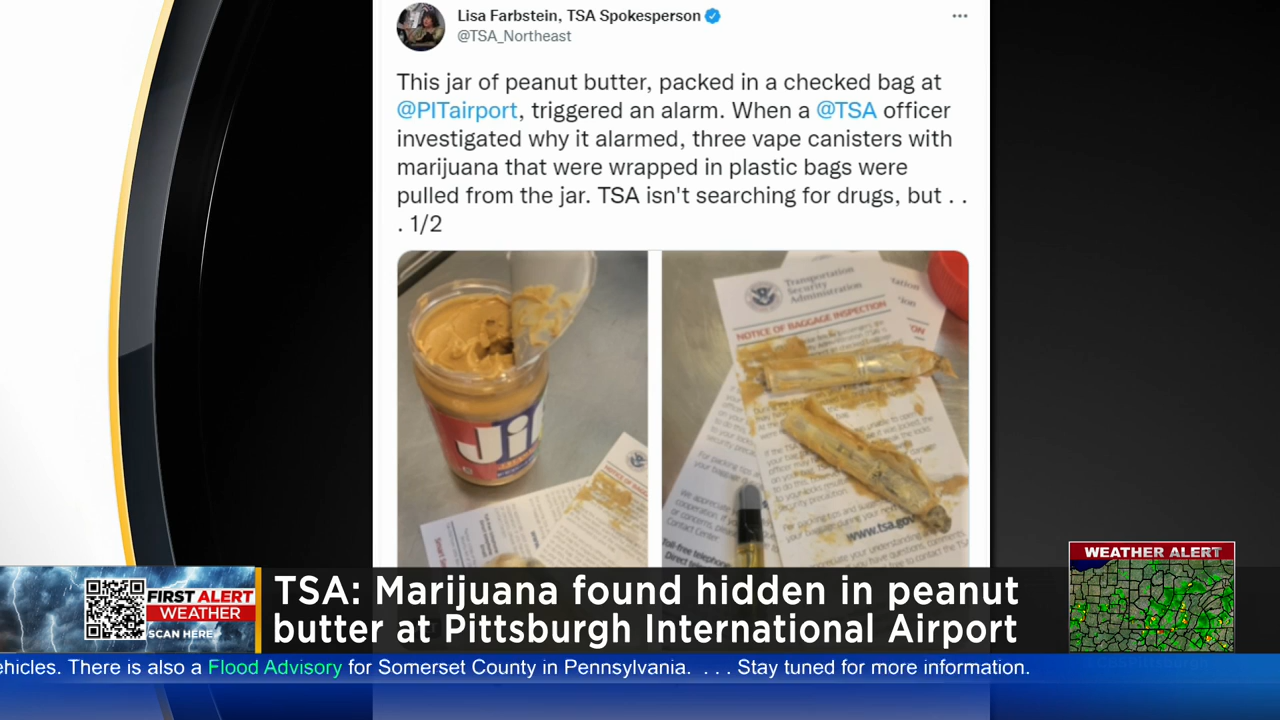 Lisa Farbstein, TSA Spokesperson
@TSA_Northeast
This jar of peanut butter, packed in a checked bag at
@PITairport, triggered an alarm. When a @TSA officer
investigated why it alarmed, three vape canisters with
marijuana that were wrapped in plastic bags were
pulled from the jar. TSA isn't searching for drugs, but . .
. 1/2
Jif
Transportation
Security
Administration
NOTICE OF BAGGAGE INSPECTION
www.tsa.gov
Toll-free telephone
WEATHER ALERT
FIRST ALERT
WEATHER
SCAN HERE
TSA: Marijuana found hidden in peanut
butter at Pittsburgh International Airport
ehicles. There is also a Flood Advisory for Somerset County in Pennsylvania. . . . Stay tuned for more information.